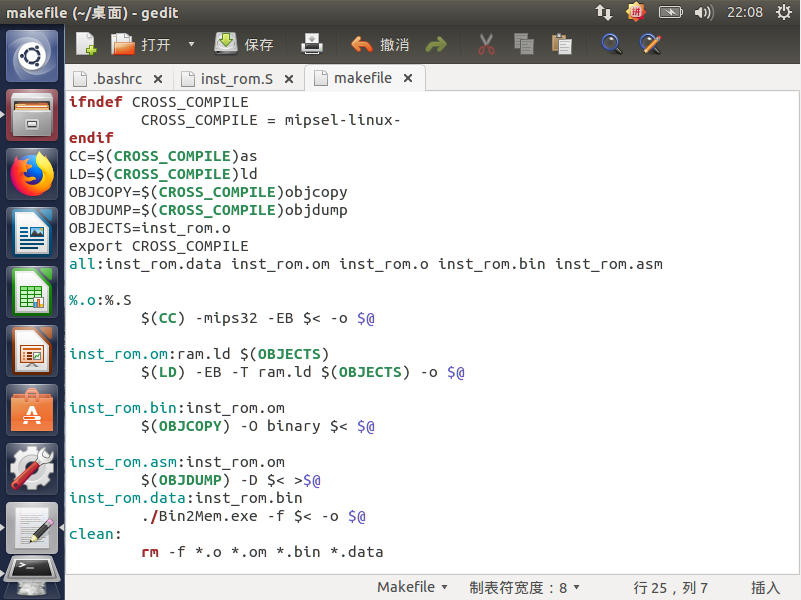 makefile (~/桌面) - gedit
拼 22:08
打开 保存 撤消
.bashrc × inst_rom.S × makefile ×
ifndef CROSS_COMPILE
CROSS_COMPILE = mipsel-linux-
endif
CC=$(CROSS_COMPILE)as
LD=$(CROSS_COMPILE)ld
OBJCOPY=$(CROSS_COMPILE)objcopy
OBJDUMP=$(CROSS_COMPILE)objdump
OBJECTS=inst_rom.o
export CROSS_COMPILE
all:inst_rom.data inst_rom.om inst_rom.o inst_rom.bin inst_rom.asm
%.o:%.S
$(CC) -mips32 -EB $< -o $@
inst_rom.om:ram.ld $(OBJECTS)
$(LD) -EB -T ram.ld $(OBJECTS) -o $@
inst_rom.bin:inst_rom.om
$(OBJCOPY) -O binary $< $@
inst_rom.asm:inst_rom.om
$(OBJDUMP) -D $< >$@
inst_rom.data:inst_rom.bin
./Bin2Mem.exe -f $< -o $@
clean:
rm -f *.o *.om *.bin *.data
Makefile 制表符宽度：8 行 25，列 7 插入